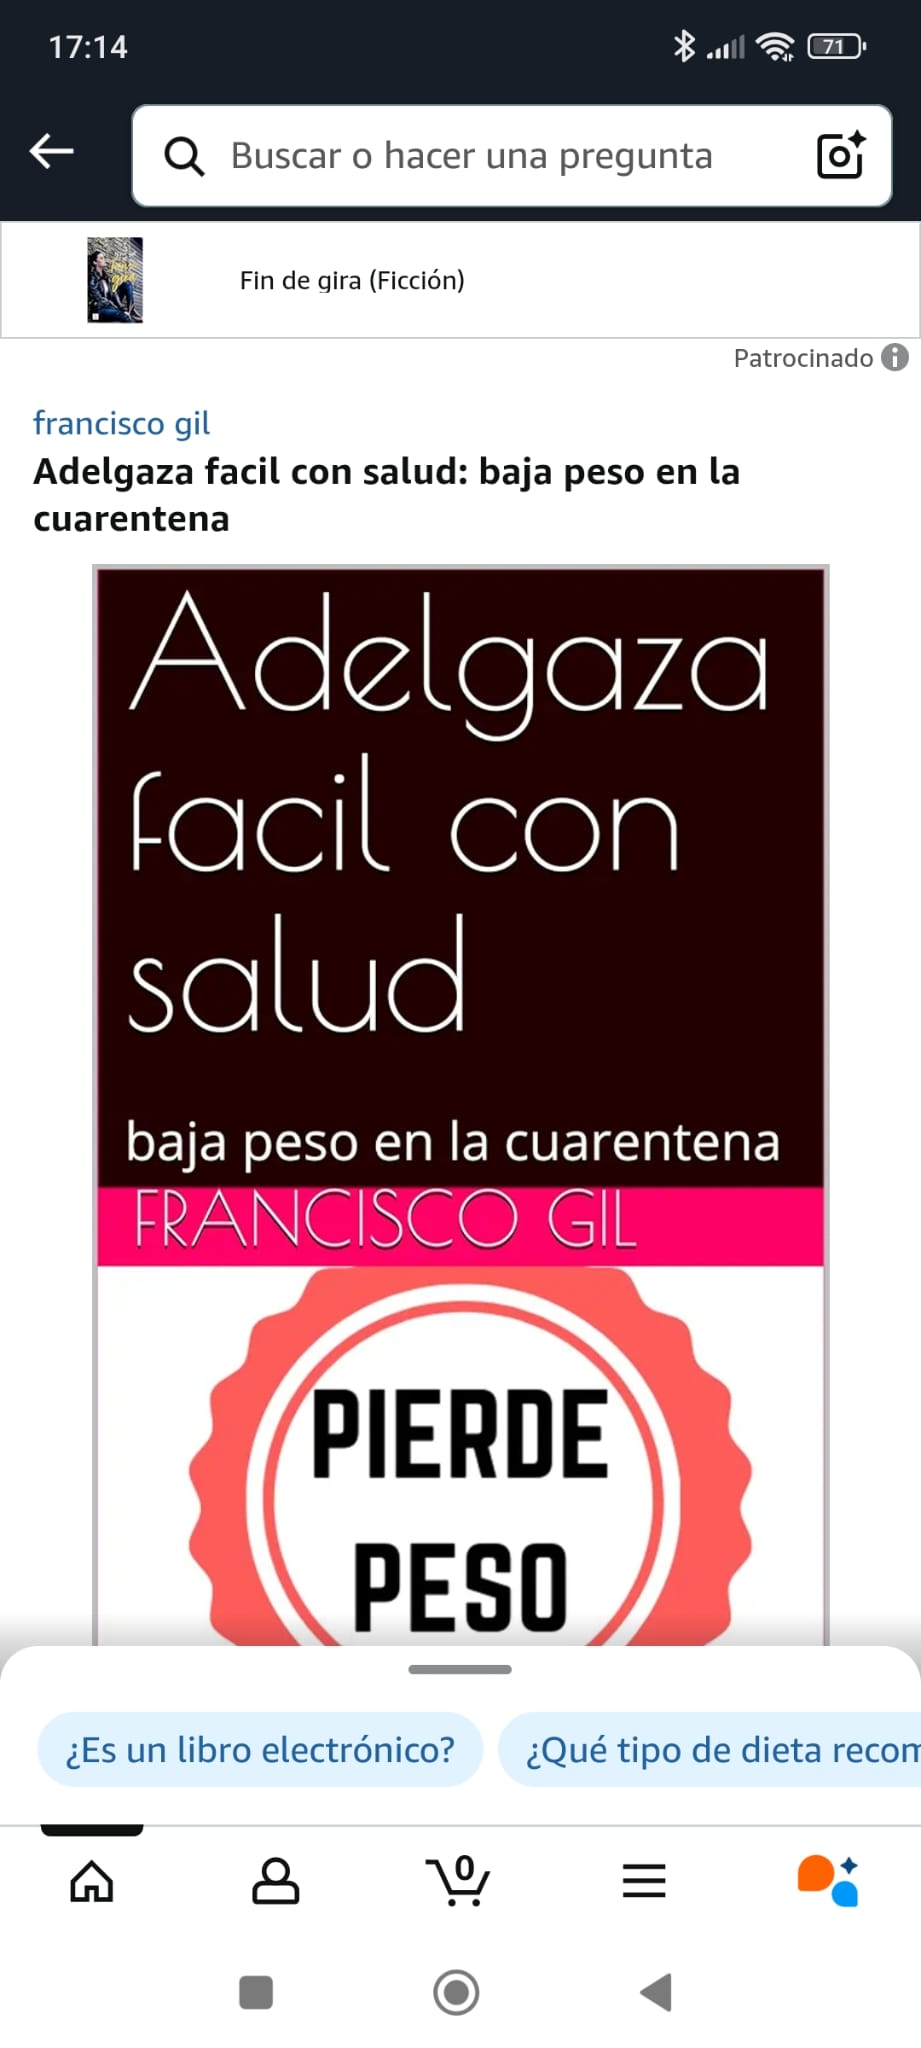 17:14
71
Buscar o hacer una pregunta
Fin de gira (Ficción)
Patrocinado
francisco gil
Adelgaza facil con salud: baja peso en la
cuarentena
Adelgaza
facil con
salud
baja peso en la cuarentena
FRANCISCO GIL
PIERDE
PESO
¿Es un libro electrónico?
¿Qué tipo de dieta recom
0